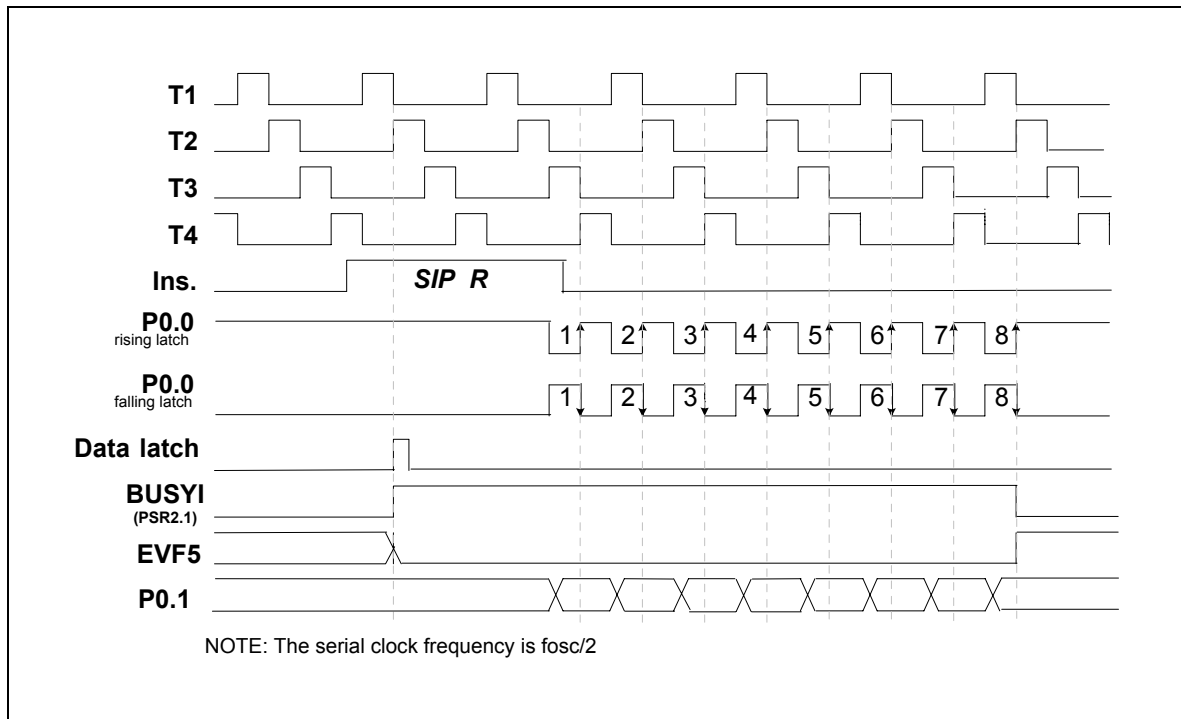 T1
T2
T3
T4
Ins.
SIP R
P0.0
rising latch
1 2 3 4 5 6 7 8
P0.0
falling latch
1 2 3 4 5 6 7 8
Data latch
BUSYI
(PSR2.1)
EVF5
P0.1
NOTE: The serial clock frequency is fosc/2